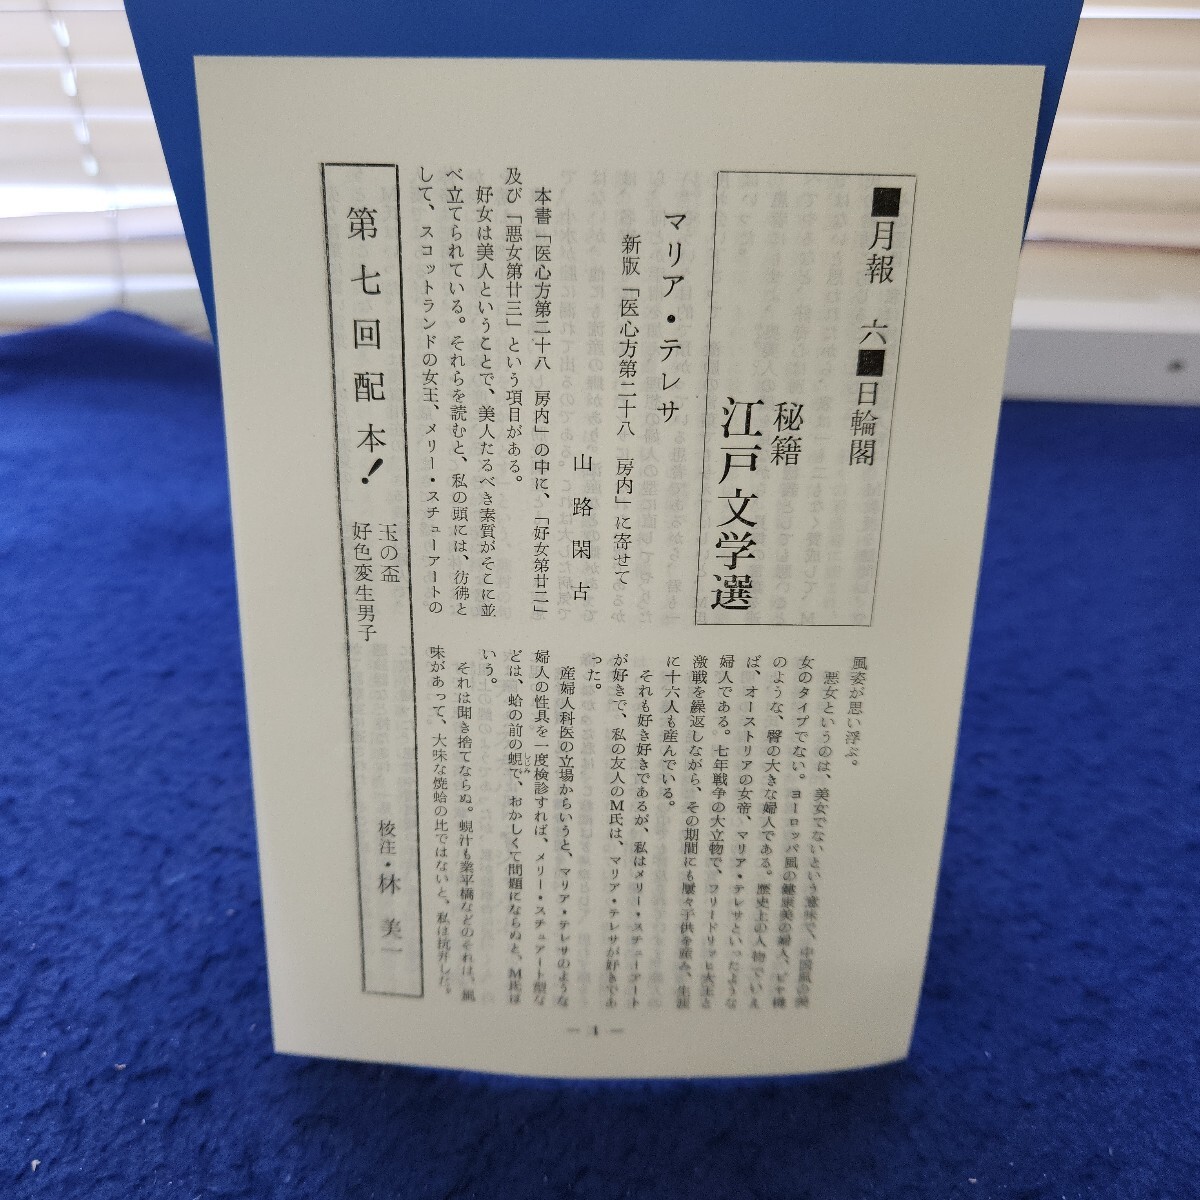 ■月報 六■日輪閣
秘籍
江戸文学選
マリア・テレサ
新版「医心方第二十八 房内」に寄せて
山路閑古
本書「医心方第二十八 房内」の中に、「好女第廿二」
及び「悪女第廿三」という項目がある。
好女は美人ということで、美人たるべき素質がそこに並
べ立てられている。それらを読むと、私の頭には、彷彿と
して、スコットランドの女王、メリー・スチューアートの
風姿が思い浮ぶ。
悪女というのは、美女でないという意味で、中国風の美
女のタイプでない。ヨーロッパ風の健康美の婦人、ビヤ樽
のような、臀の大きな婦人である。歴史上の人物でいえ
ば、オーストリアの女帝、マリア・テレサといったような
婦人である。七年戦争の大立物で、フリードリッヒ大王と
激戦を繰返しながら、その期間にも屡々子供を産み、生涯
に十六人も産んでいる。
それも好き好きであるが、私はメリー・スチューアート
が好きで、私の友人のM氏は、マリア・テレサが好きであ
った。
産婦人科医の立場からいうと、マリア・テレサのような
婦人の性具を一度検診すれば、メリー・スチュアート型な
どは、蛤の前の蜆で、おかしくて問題にならぬと、M氏は
しじみ
いう。
それは聞き捨てならぬ。蜆汁も業平橋などのそれは、風
味があって、大味な焼蛤の比ではないと、私は抗弁した。
第七回配本!
玉の盃
好色変生男子
校注・林 美一
— 1 —